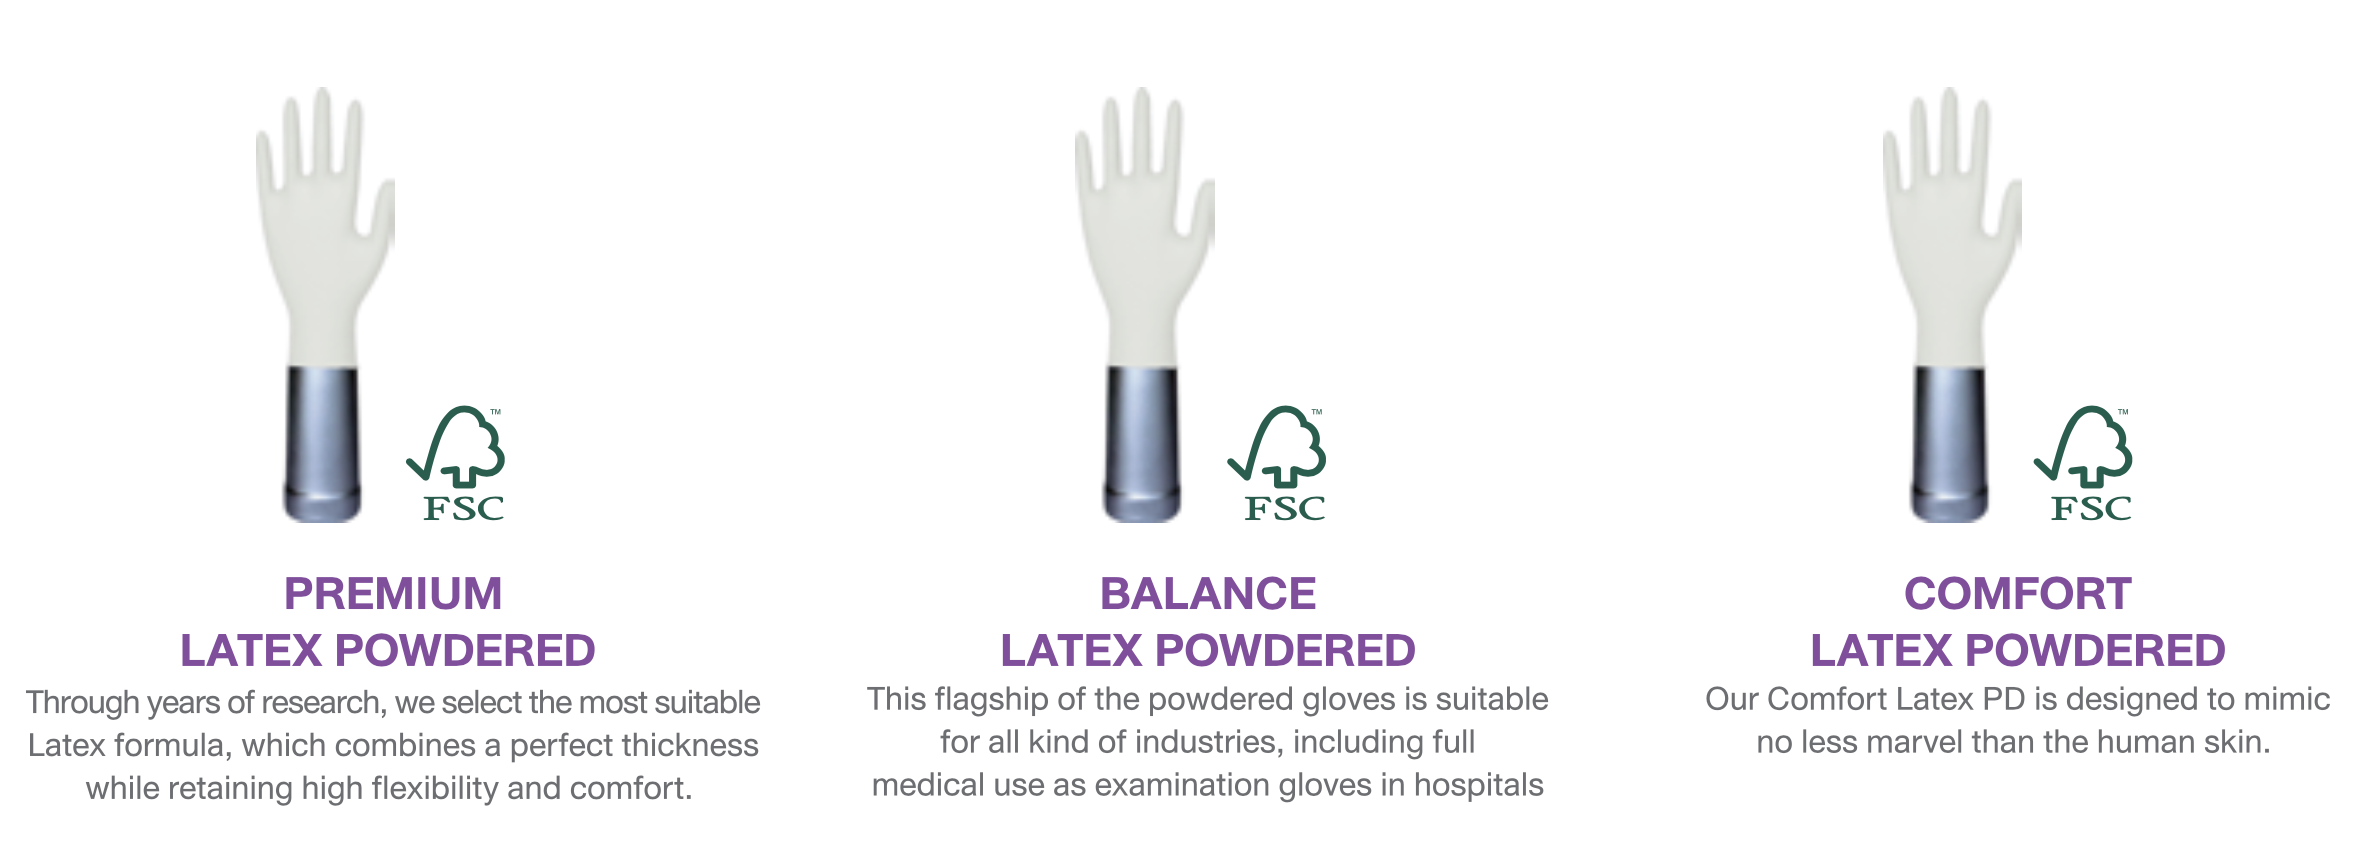 ™
FSC
™
FSC
™
FSC
PREMIUM
LATEX POWDERED
Through years of research, we select the most suitable
Latex formula, which combines a perfect thickness
while retaining high flexibility and comfort.
BALANCE
LATEX POWDERED
This flagship of the powdered gloves is suitable
for all kind of industries, including full
medical use as examination gloves in hospitals
COMFORT
LATEX POWDERED
Our Comfort Latex PD is designed to mimic
no less marvel than the human skin.